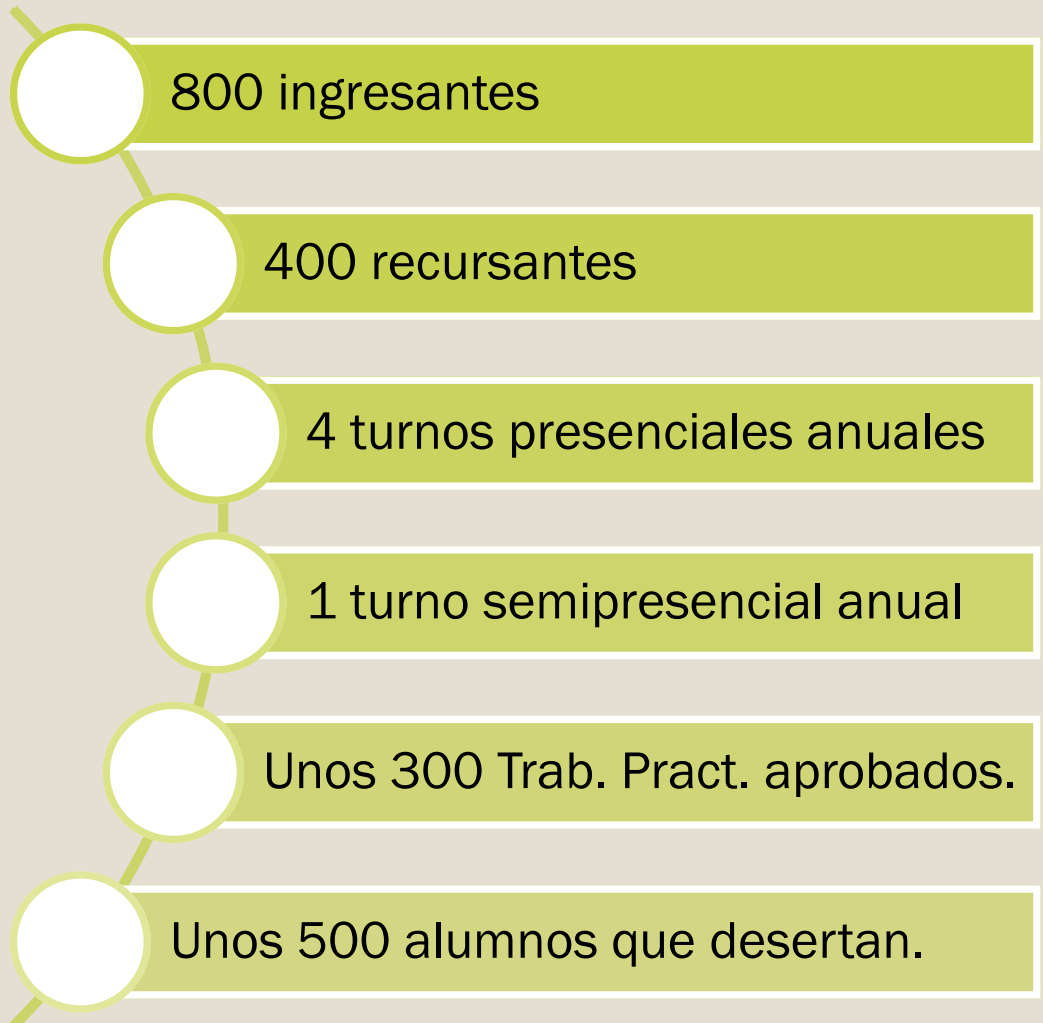 800 ingresantes
400 recursantes
4 turnos presenciales anuales
1 turno semipresencial anual
Unos 300 Trab. Pract. aprobados.
Unos 500 alumnos que desertan.